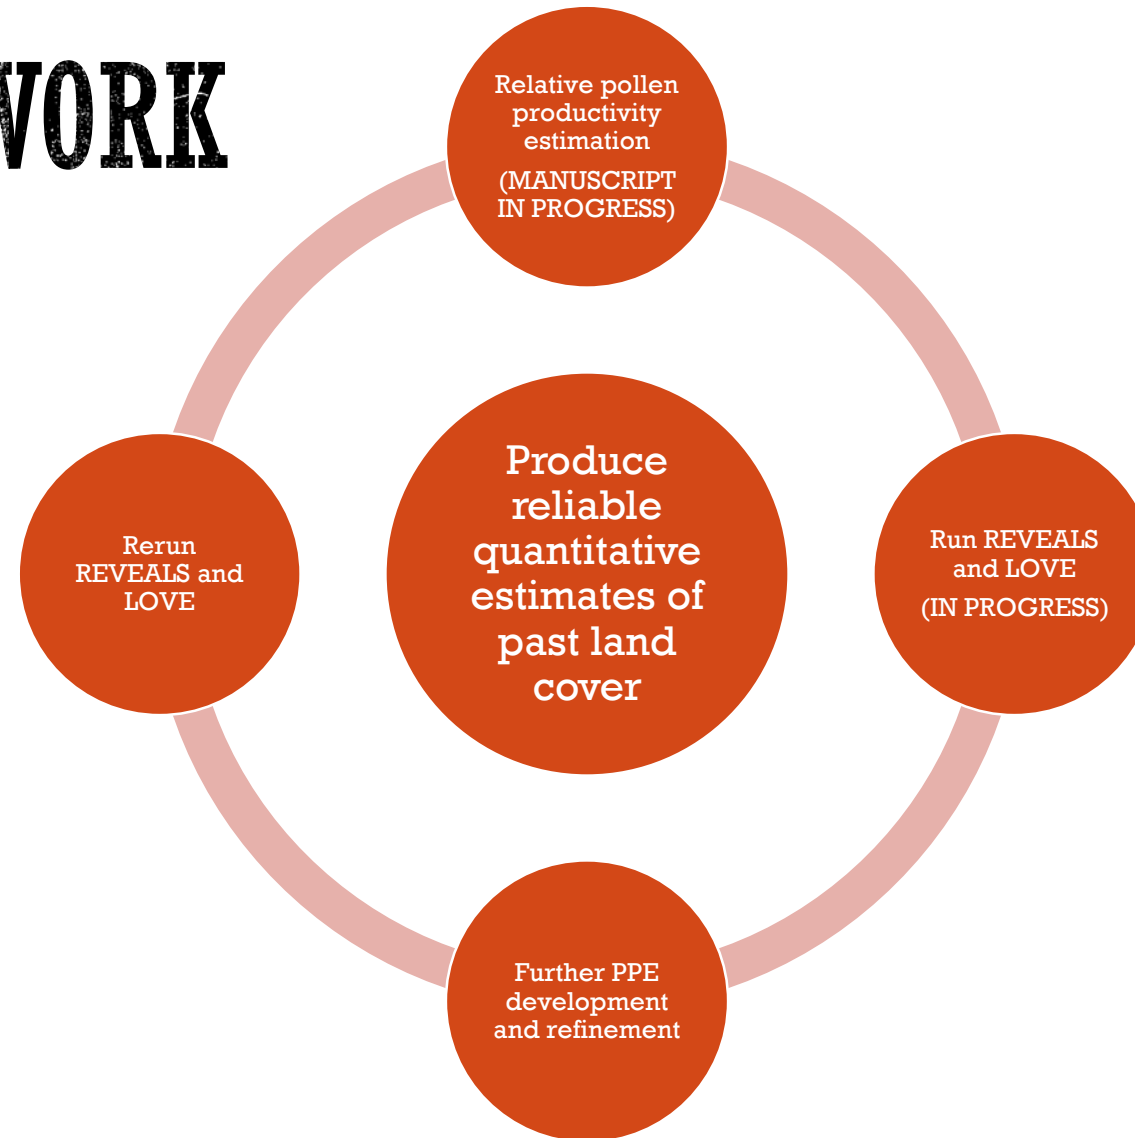 WORK
Relative pollen
productivity
estimation
(MANUSCRIPT
IN PROGRESS)
Produce
reliable
quantitative
estimates of
past land
cover
Run REVEALS
and LOVE
(IN PROGRESS)
Rerun
REVEALS and
LOVE
Further PPE
development
and refinement